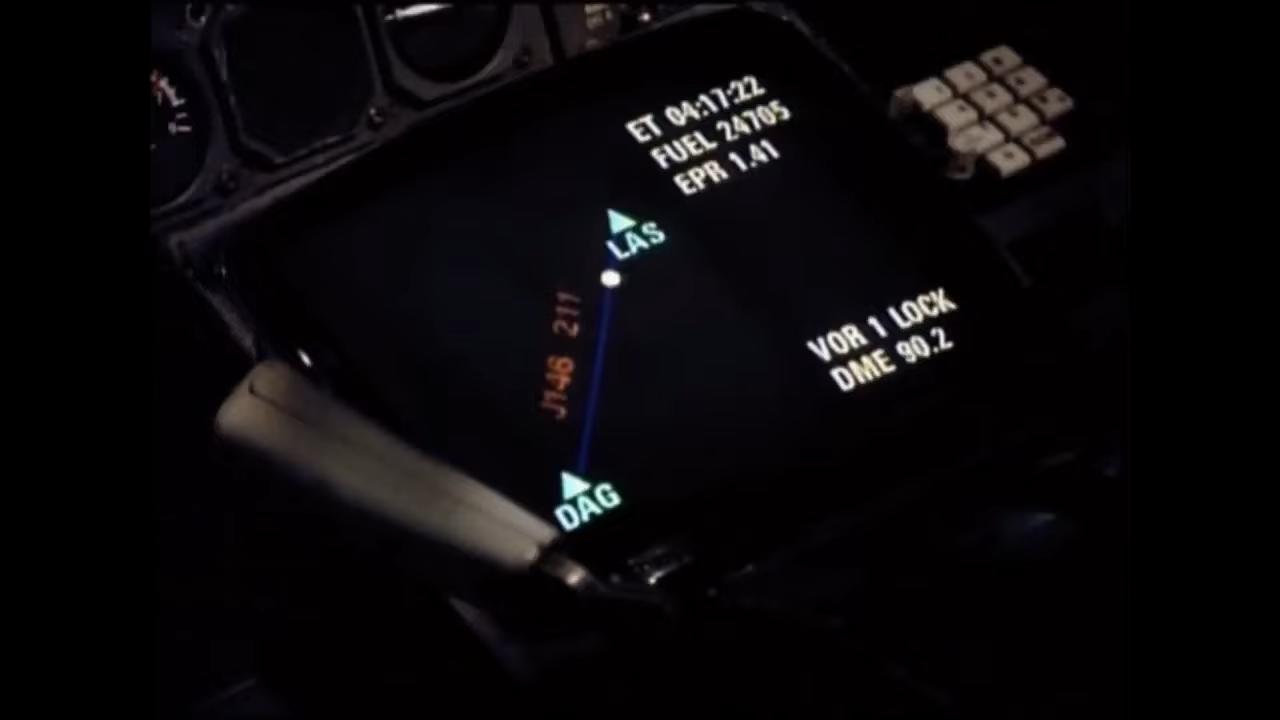 ET 04:17:22
FUEL 24705
EPR 1.41
LAS
J146 211
VOR 1 LOCK
DME 90.2
DAG